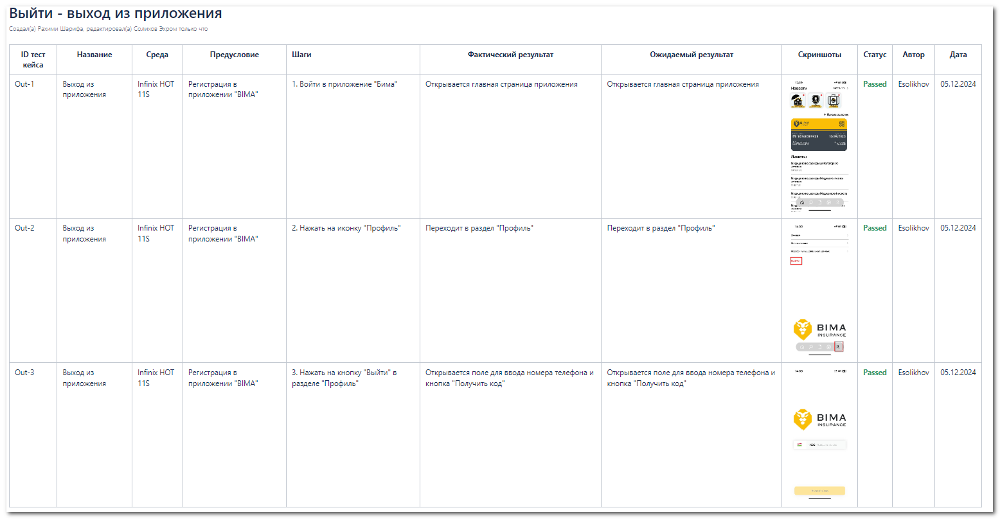 Выйти - выход из приложения
Создал(а) Рахими Шарифа, редактировал(а) Солихов Эхром только что
ID тест кейса Название Среда Предусловие Шаги Фактический результат Ожидаемый результат Скриншоты Статус Автор Дата
Out-1 Выход из приложения Infinix HOT 11S Регистрация в приложении "BIMA" 1. Войти в приложение "Бима" Открывается главная страница приложения Открывается главная страница приложения Passed Esolikhov 05.12.2024
Новости
BIMA
Лимиты
Out-2 Выход из приложения Infinix HOT 11S Регистрация в приложении "BIMA" 2. Нажать на иконку "Профиль" Переходит в раздел "Профиль" Переходит в раздел "Профиль" Passed Esolikhov 05.12.2024
14:03
BIMA
INSURANCE
Out-3 Выход из приложения Infinix HOT 11S Регистрация в приложении "BIMA" 3. Нажать на кнопку "Выйти" в разделе "Профиль" Открывается поле для ввода номера телефона и кнопка "Получить код" Открывается поле для ввода номера телефона и кнопка "Получить код" Passed Esolikhov 05.12.2024
14:03
BIMA
INSURANCE